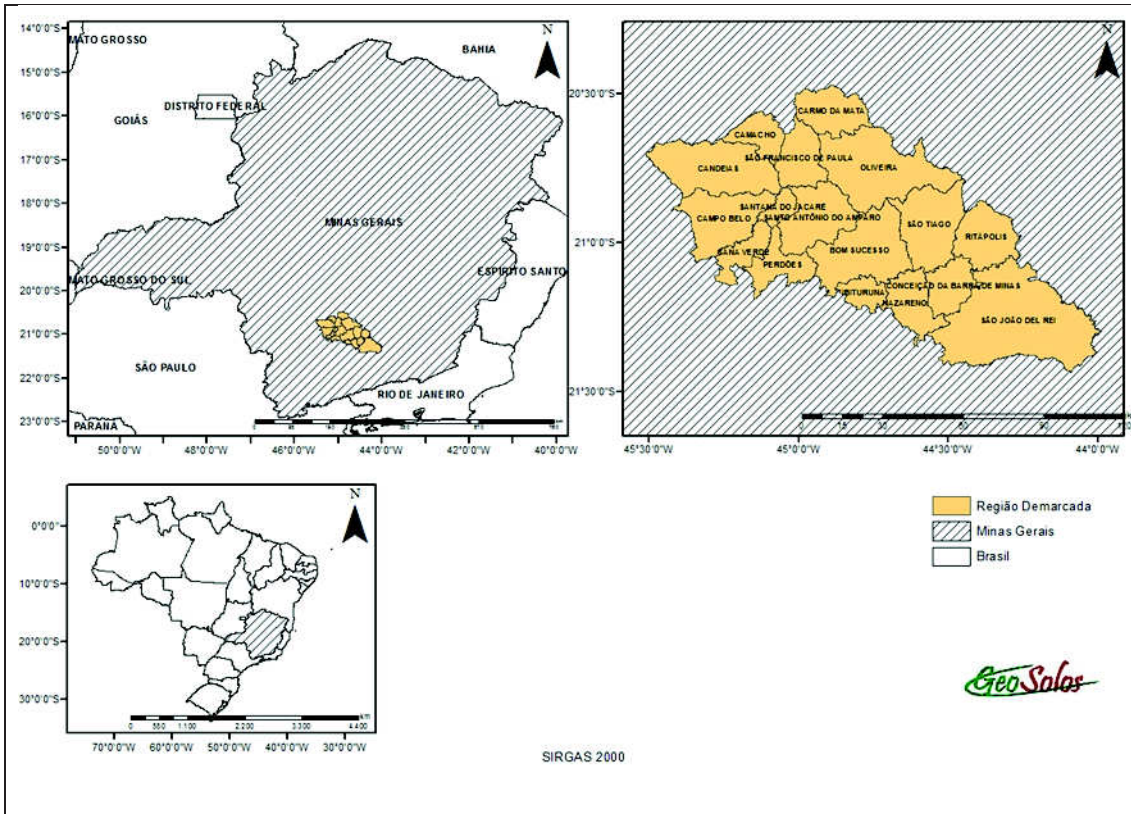 14°0'0"S
15°0'0"S
16°0'0"S
17°0'0"S
18°0'0"S
19°0'0"S
20°0'0"S
21°0'0"S
22°0'0"S
23°0'0"S
MATO GROSSO
BAHIA
N
DISTRITO FEDERAL
GOIÁS
MINAS GERAIS
ESPIRITO SANTO
MATO GROSSO DO SUL
SÃO PAULO
RIO DE JANEIRO
PARANÁ
50°0'0"W 48°0'0"W 46°0'0"W 44°0'0"W 42°0'0"W 40°0'0"W
N
20°30'0"S
21°0'0"S
21°30'0"S
CARMO DA MATA
CAMACHO
SÃO FRANCISCO DE PAULA
CANDEIAS
OLIVEIRA
SANTANA DO JACARÉ
CAMPO BELO
SANTO ANTÔNIO DO AMPARO
SÃO TIAGO
RITÁPOLIS
CANA VERDE
BOM SUCESSO
PERDÕES
IBITURUNA
CONCEIÇÃO DA BARRA DE MINAS
NAZARENO
SÃO JOÃO DEL REI
0 15 30 60 90
45°30'0"W 45°0'0"W 44°30'0"W 44°0'0"W
N
0°0'0"
10°0'0"S
20°0'0"S
30°0'0"S
km
0 550 1.100 2.200 3.300 4.400
70°0'0"W 60°0'0"W 50°0'0"W 40°0'0"W 30°0'0"W
Região Demarcada
Minas Gerais
Brasil
GeoSolos
SIRGAS 2000